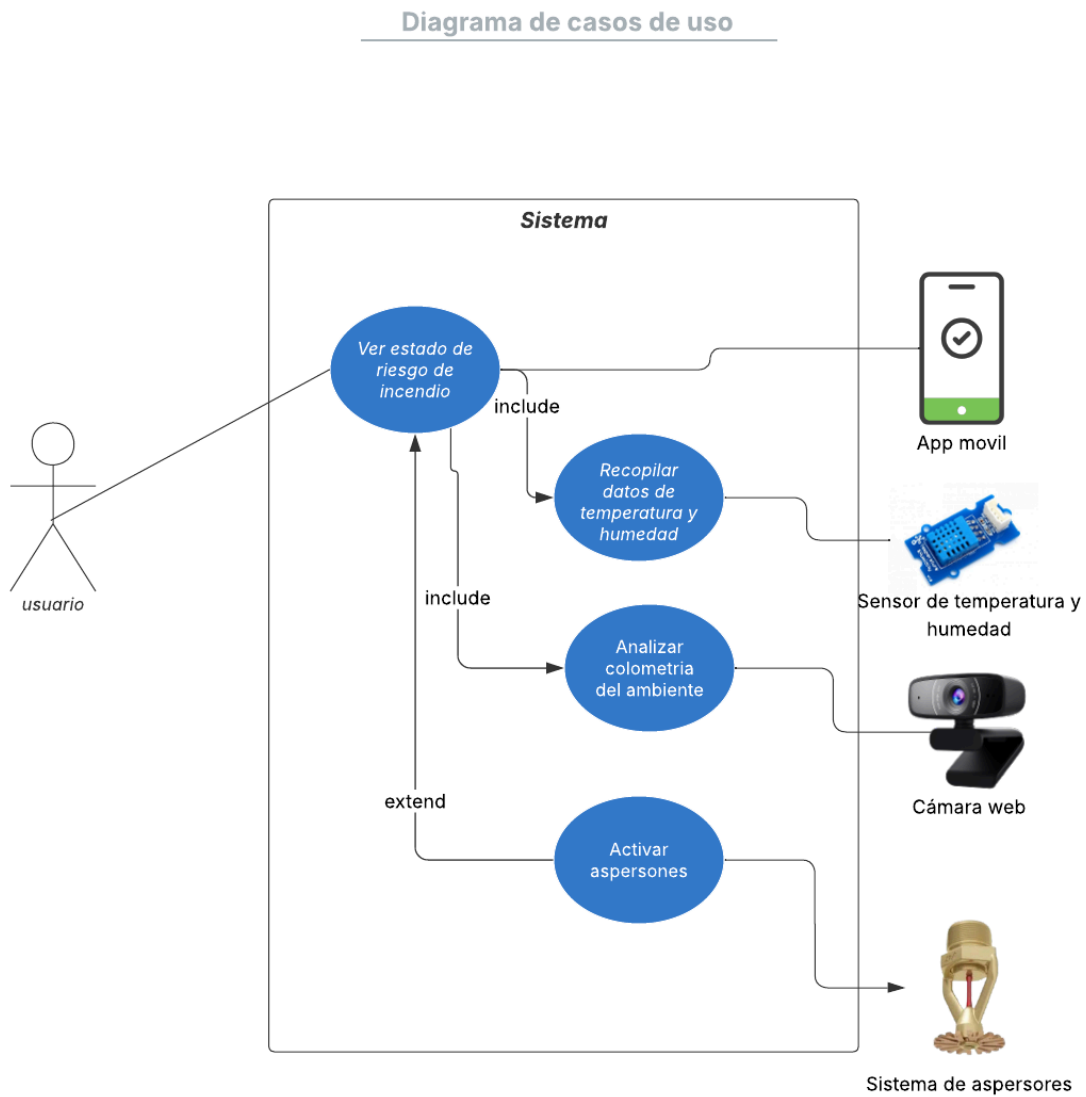 Diagrama de casos de uso
Sistema
Ver estado de
riesgo de
incendio
include
App movil
Recopilar
datos de
temperatura y
humedad
Sensor de temperatura y
humedad
usuario
include
Analizar
colometria
del ambiente
Cámara web
extend
Activar
aspersones
Sistema de aspersores